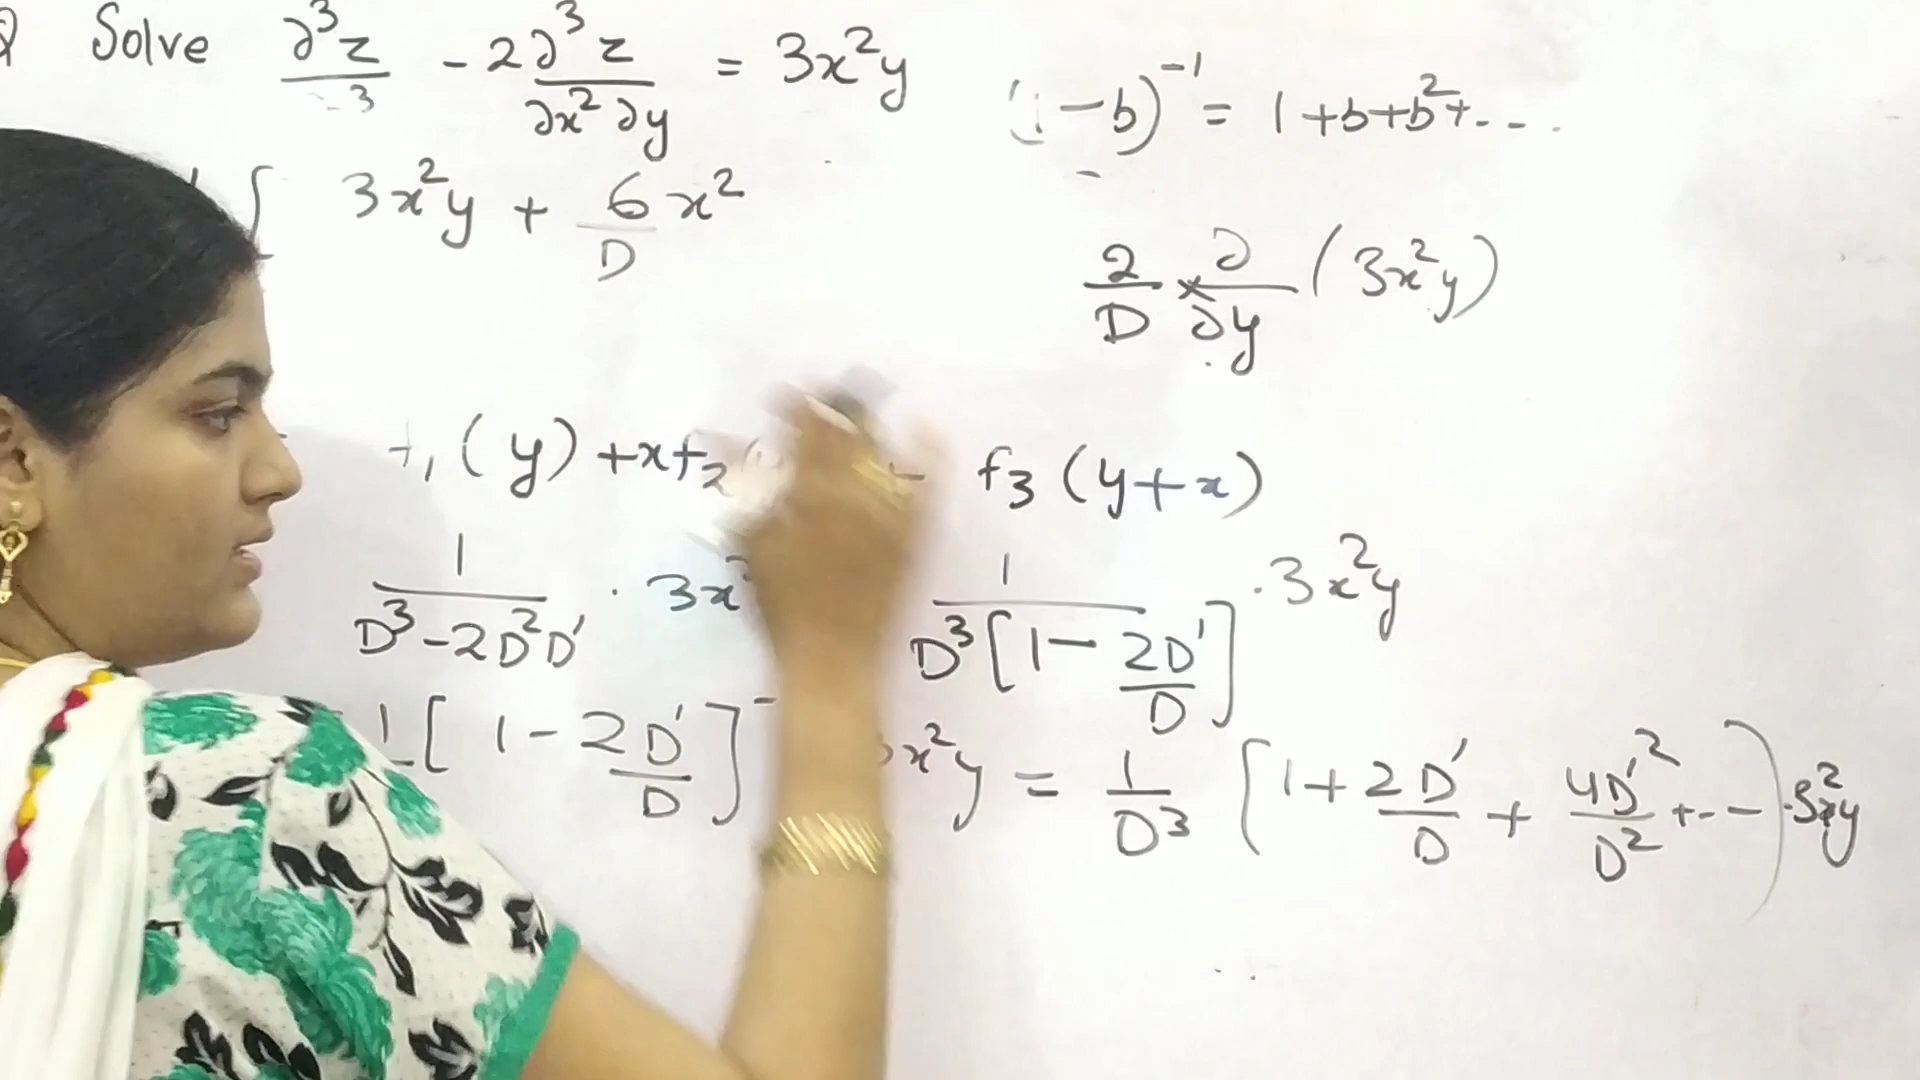 Q Solve ∂³z/∂x³ - 2∂³z/∂x²∂y = 3x²y
(1-b)⁻¹ = 1+b+b²+....
[ 3x²y + 6/D x²
2/D × ∂/∂y (3x²y)
f₁(y) + xf₂( + f₃(y+x)
1/(D³-2D²D') · 3x² 1/(D³[1- 2D'/D]) · 3x²y
1 [1- 2D'/D]⁻ x²y = 1/D³ [1+ 2D'/D + 4D'²/D² +..-) · 3x²y